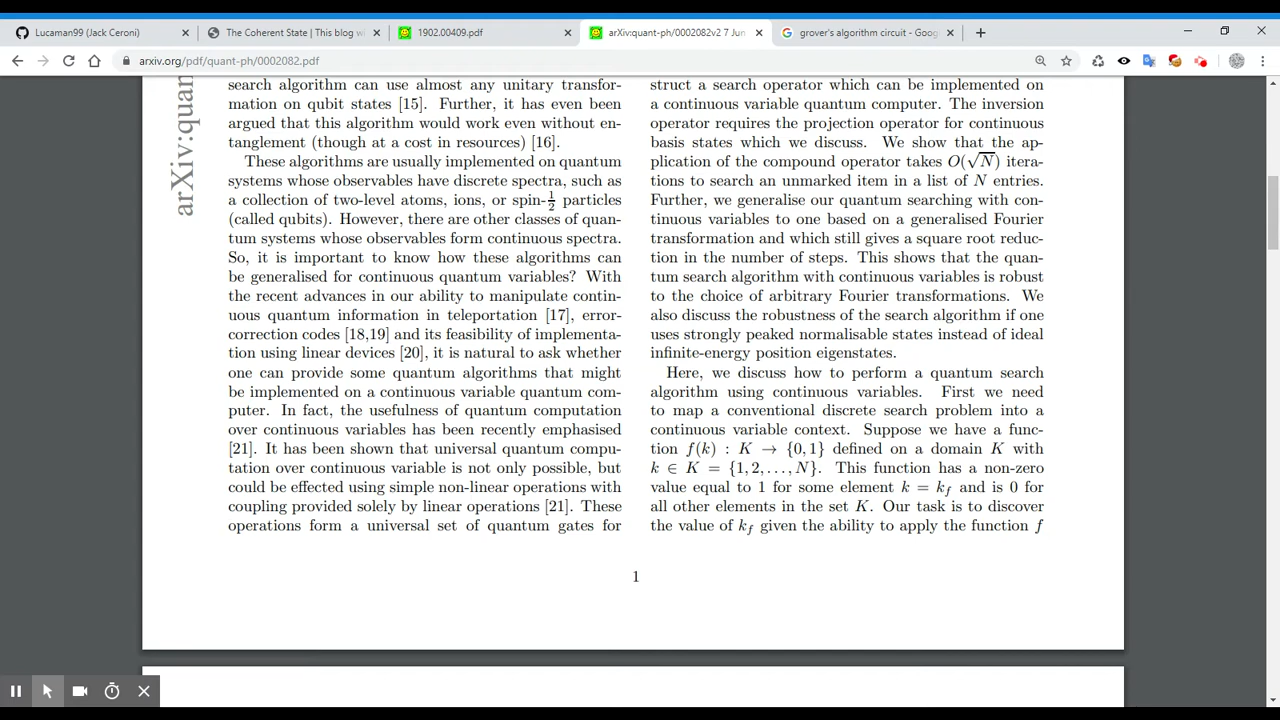 Lucaman99 (Jack Ceroni)
The Coherent State | This blog wi
1902.00409.pdf
arXiv:quant-ph/0002082v2 7 Jun
grover's algorithm circuit - Goog
arxiv.org/pdf/quant-ph/0002082.pdf
arXiv:quan
search algorithm can use almost any unitary transfor-
mation on qubit states [15]. Further, it has even been
argued that this algorithm would work even without en-
tanglement (though at a cost in resources) [16].
These algorithms are usually implemented on quantum
systems whose observables have discrete spectra, such as
a collection of two-level atoms, ions, or spin-½ particles
(called qubits). However, there are other classes of quan-
tum systems whose observables form continuous spectra.
So, it is important to know how these algorithms can
be generalised for continuous quantum variables? With
the recent advances in our ability to manipulate contin-
uous quantum information in teleportation [17], error-
correction codes [18,19] and its feasibility of implementa-
tion using linear devices [20], it is natural to ask whether
one can provide some quantum algorithms that might
be implemented on a continuous variable quantum com-
puter. In fact, the usefulness of quantum computation
over continuous variables has been recently emphasised
[21]. It has been shown that universal quantum compu-
tation over continuous variable is not only possible, but
could be effected using simple non-linear operations with
coupling provided solely by linear operations [21]. These
operations form a universal set of quantum gates for
struct a search operator which can be implemented on
a continuous variable quantum computer. The inversion
operator requires the projection operator for continuous
basis states which we discuss. We show that the ap-
plication of the compound operator takes O(√N) itera-
tions to search an unmarked item in a list of N entries.
Further, we generalise our quantum searching with con-
tinuous variables to one based on a generalised Fourier
transformation and which still gives a square root reduc-
tion in the number of steps. This shows that the quan-
tum search algorithm with continuous variables is robust
to the choice of arbitrary Fourier transformations. We
also discuss the robustness of the search algorithm if one
uses strongly peaked normalisable states instead of ideal
infinite-energy position eigenstates.
Here, we discuss how to perform a quantum search
algorithm using continuous variables. First we need
to map a conventional discrete search problem into a
continuous variable context. Suppose we have a func-
tion f(k) : K → {0,1} defined on a domain K with
k ∈ K = {1, 2, . . . , N}. This function has a non-zero
value equal to 1 for some element k = k_f and is 0 for
all other elements in the set K. Our task is to discover
the value of k_f given the ability to apply the function f
1